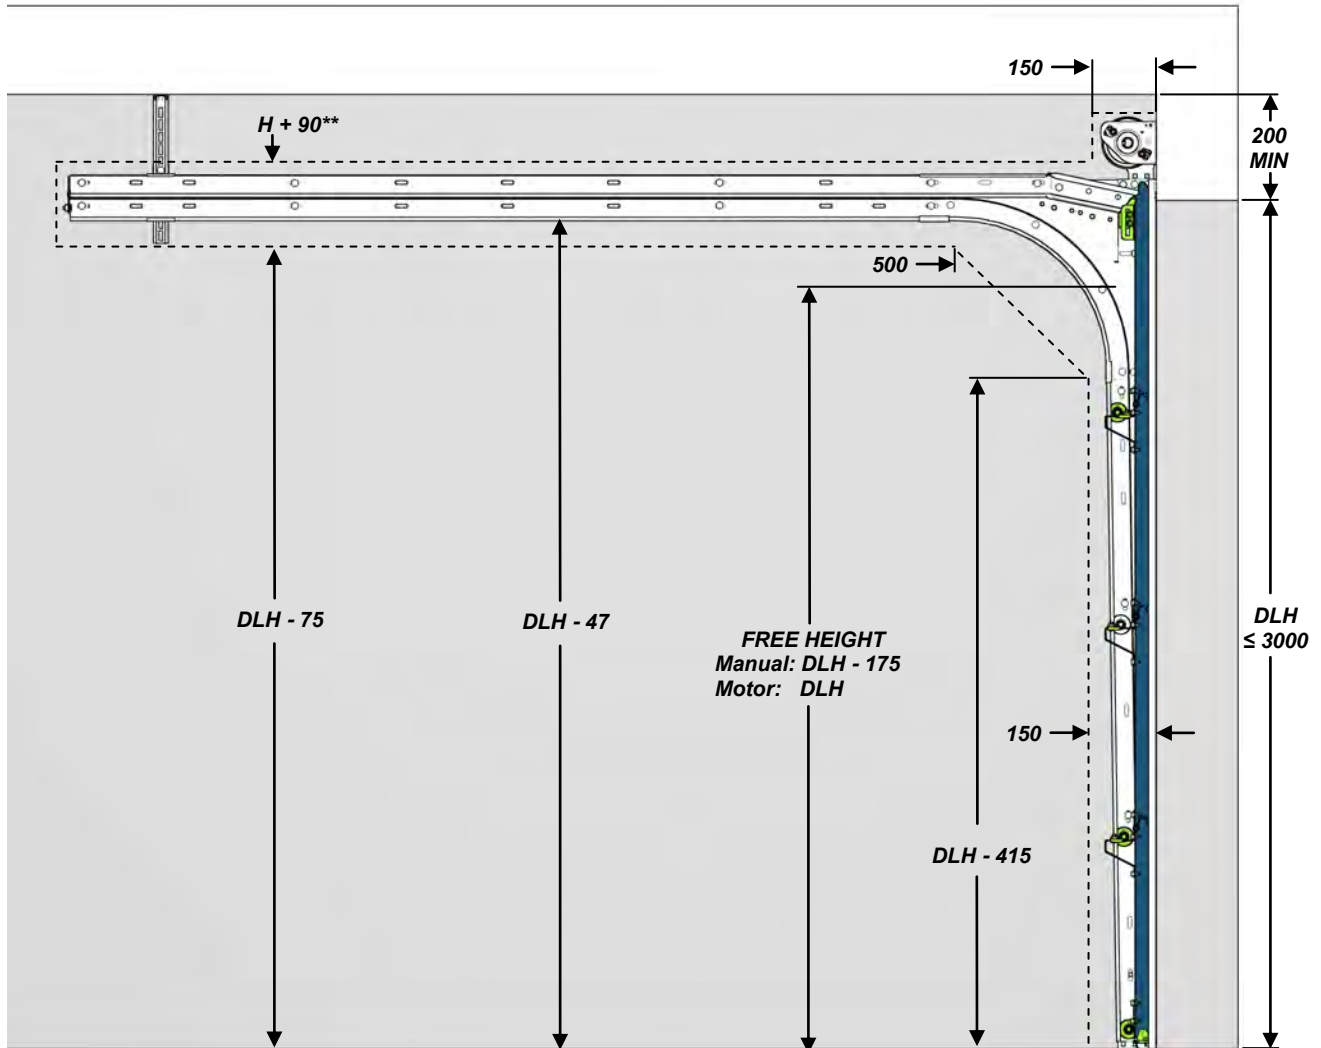 150
H + 90**
200
MIN
500
DLH - 75
DLH - 47
FREE HEIGHT
Manual: DLH - 175
Motor: DLH
DLH
≤ 3000
150
DLH - 415